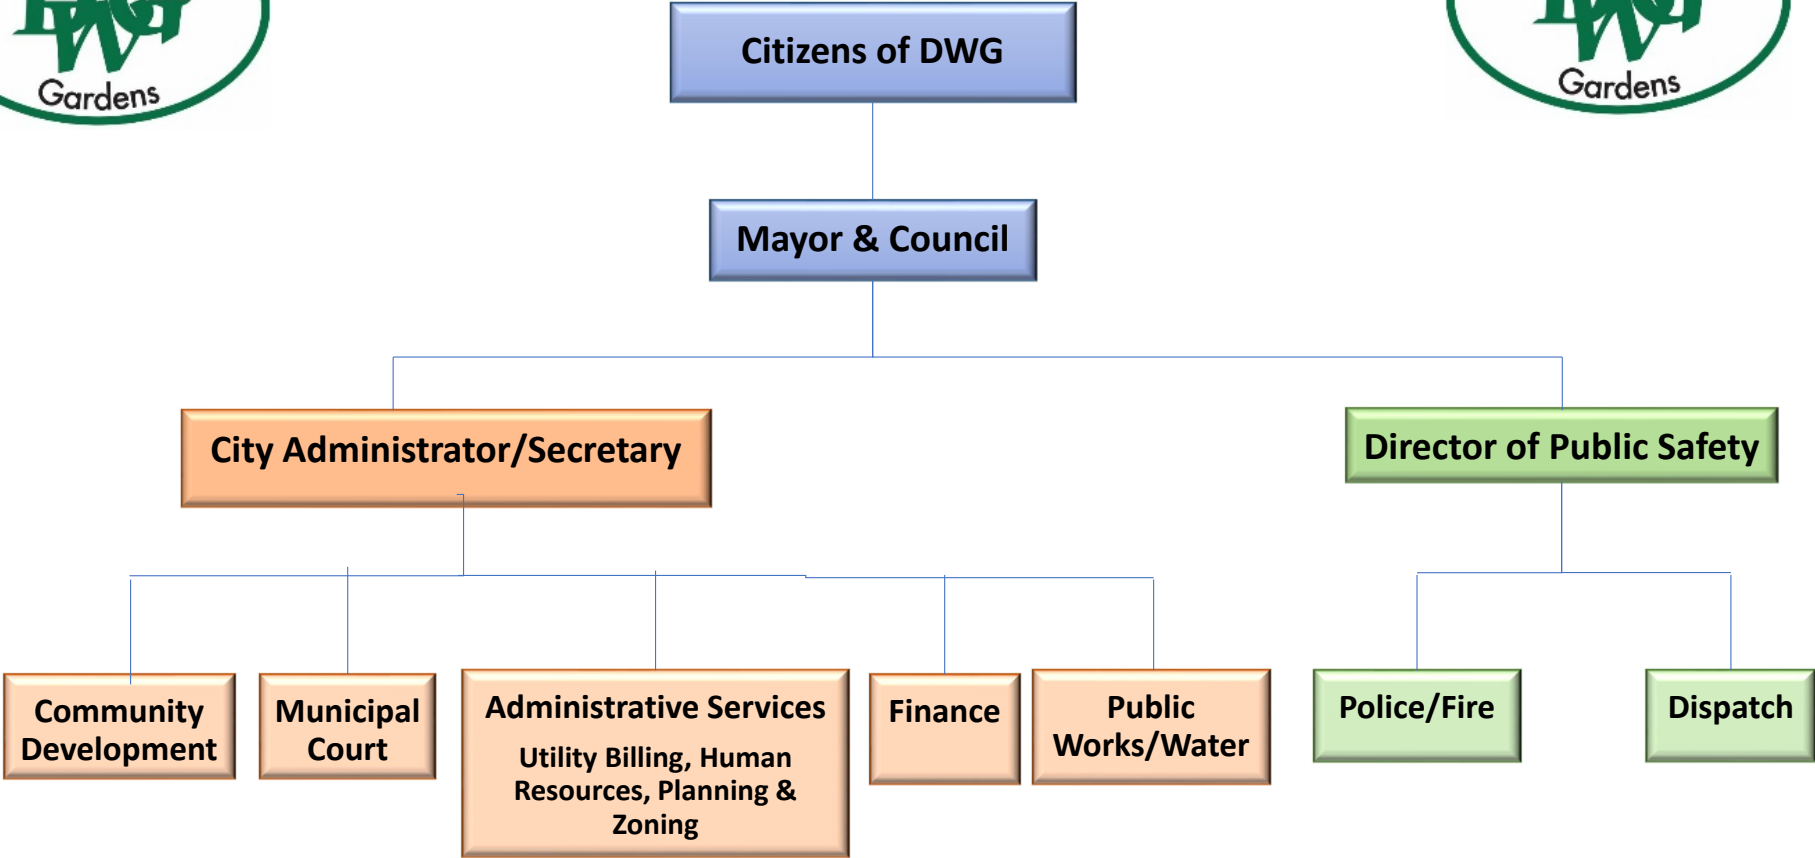 Gardens
Gardens
Citizens of DWG
Mayor & Council
City Administrator/Secretary
Director of Public Safety
Community
Development
Municipal
Court
Administrative Services
Utility Billing, Human
Resources, Planning &
Zoning
Finance
Public
Works/Water
Police/Fire
Dispatch